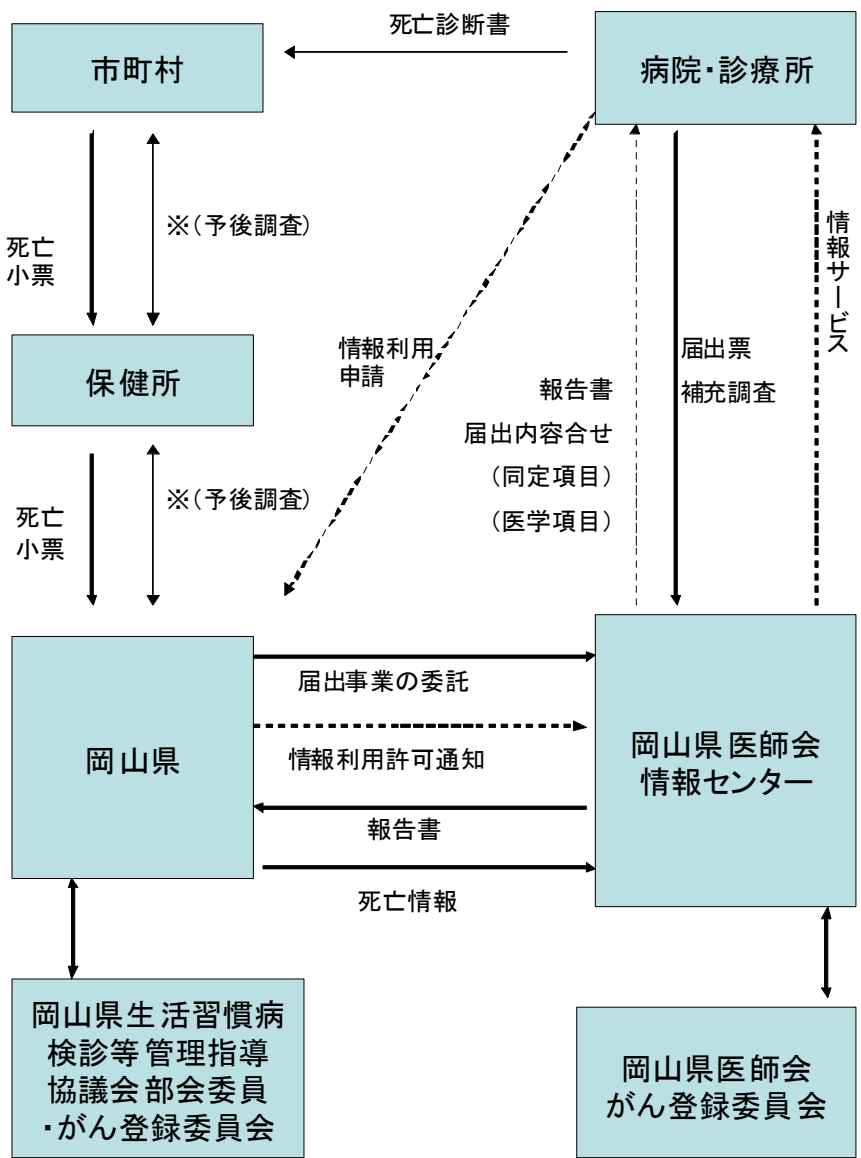 死亡診断書
市町村
病院・診療所
死亡
小票
※(予後調査)
情報サービス
保健所
情報利用
申請
届出票
補充調査
報告書
届出内容合せ
(同定項目)
(医学項目)
死亡
小票
※(予後調査)
岡山県
届出事業の委託
情報利用許可通知
報告書
死亡情報
岡山県医師会
情報センター
岡山県生活習慣病
検診等管理指導
協議会部会委員
・がん登録委員会
岡山県医師会
がん登録委員会